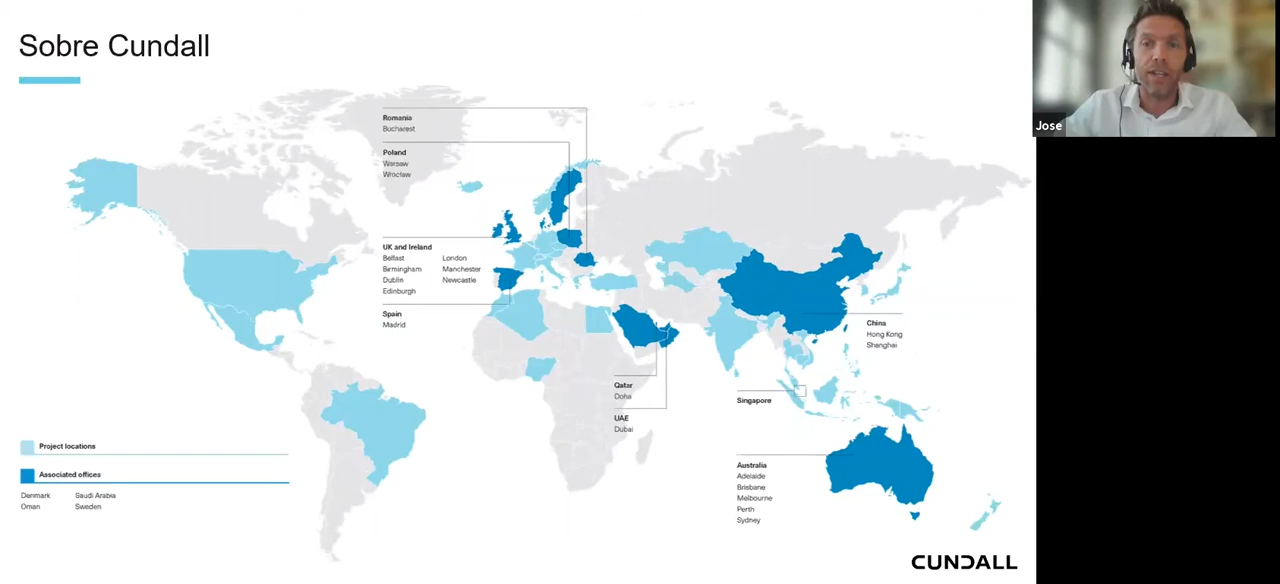 Sobre Cundall
Jose
Romania
Bucharest
Poland
Warsaw
Wrocław
UK and Ireland
Belfast London
Birmingham Manchester
Dublin Newcastle
Edinburgh
Spain
Madrid
China
Hong Kong
Shanghai
Qatar
Doha
UAE
Dubai
Singapore
Australia
Adelaide
Brisbane
Melbourne
Perth
Sydney
Project locations
Associated offices
Denmark Saudi Arabia
Oman Sweden
CUNDALL